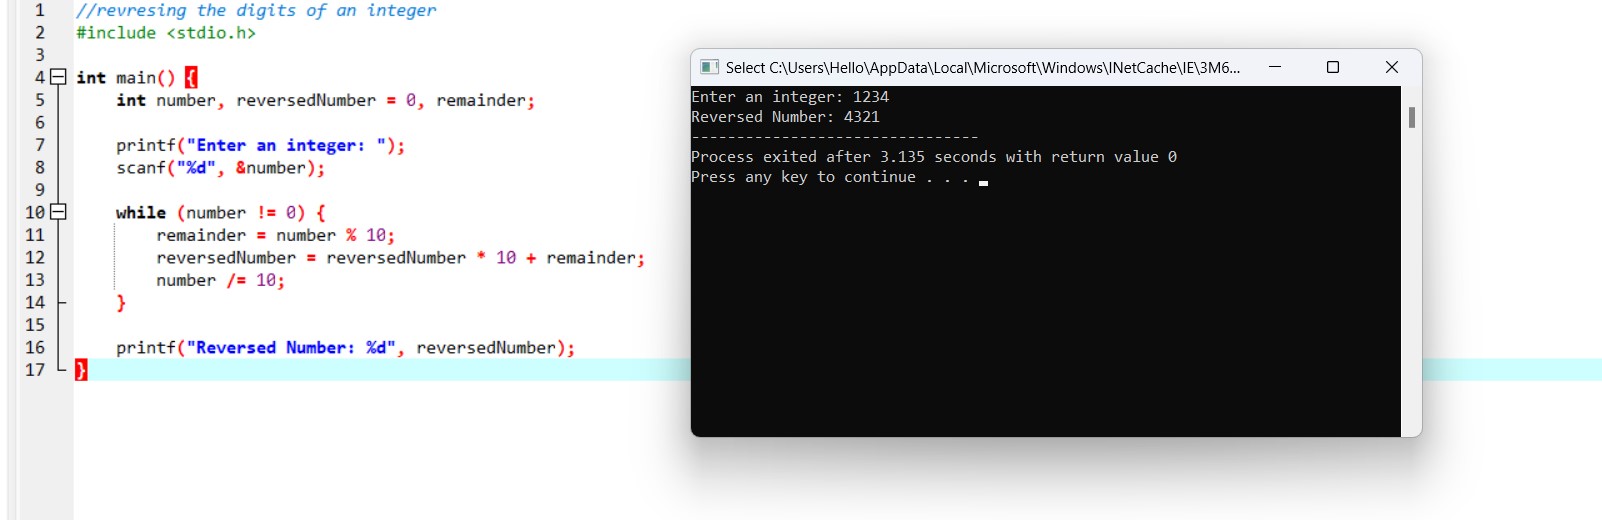 1 //revresing the digits of an integer
2 #include <stdio.h>
3
4 int main() {
5 int number, reversedNumber = 0, remainder;
6
7 printf("Enter an integer: ");
8 scanf("%d", &number);
9
10 while (number != 0) {
11 remainder = number % 10;
12 reversedNumber = reversedNumber * 10 + remainder;
13 number /= 10;
14 }
15
16 printf("Reversed Number: %d", reversedNumber);
17 }
Select C:\Users\Hello\AppData\Local\Microsoft\Windows\INetCache\IE\3M6...
Enter an integer: 1234
Reversed Number: 4321
--------------------------------
Process exited after 3.135 seconds with return value 0
Press any key to continue . . .